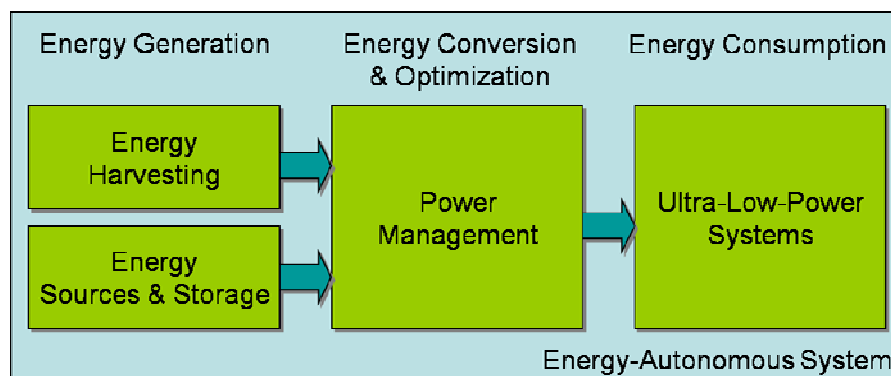 Energy Generation
Energy Conversion
& Optimization
Energy Consumption
Energy
Harvesting
Energy
Sources & Storage
Power
Management
Ultra-Low-Power
Systems
Energy-Autonomous System